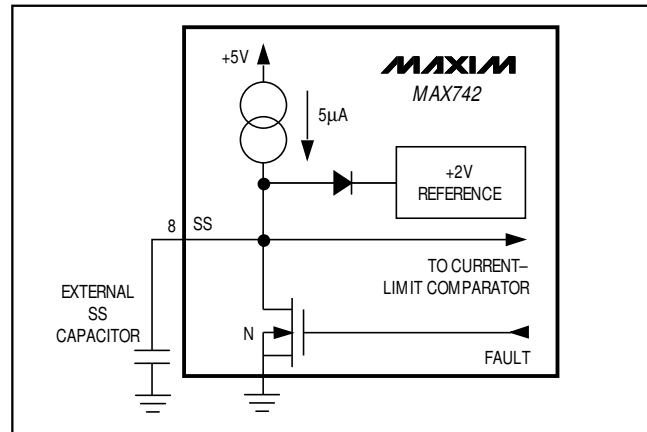 +5V
MAXIM
MAX742
5µA
+2V
REFERENCE
8 SS
TO CURRENT–
LIMIT COMPARATOR
EXTERNAL
SS
CAPACITOR
N
FAULT